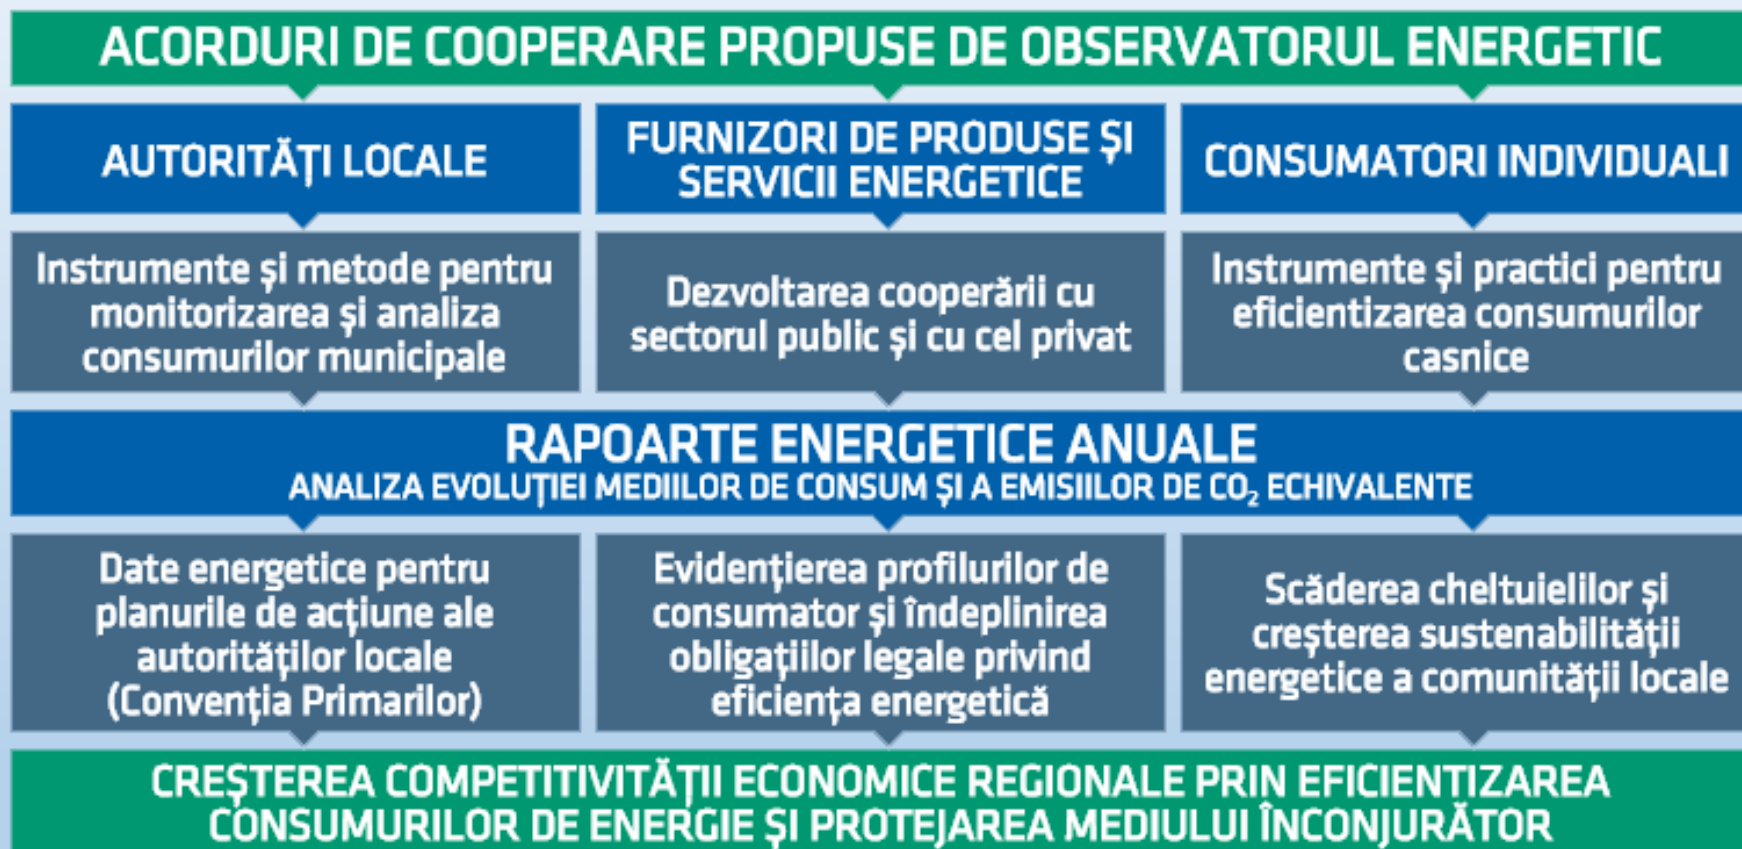 ACORDURI DE COOPERARE PROPUSE DE OBSERVATORUL ENERGETIC
AUTORITĂȚI LOCALE
FURNIZORI DE PRODUSE ȘI
SERVICII ENERGETICE
CONSUMATORI INDIVIDUALI
Instrumente și metode pentru
monitorizarea și analiza
consumurilor municipale
Dezvoltarea cooperării cu
sectorul public și cu cel privat
Instrumente și practici pentru
eficientizarea consumurilor
casnice
RAPOARTE ENERGETICE ANUALE
ANALIZA EVOLUȚIEI MEDIILOR DE CONSUM ȘI A EMISIILOR DE CO₂ ECHIVALENTE
Date energetice pentru
planurile de acțiune ale
autorităților locale
(Convenția Primarilor)
Evidențierea profilurilor de
consumator și îndeplinirea
obligațiilor legale privind
eficiența energetică
Scăderea cheltuielilor și
creșterea sustenabilității
energetice a comunității locale
CREȘTEREA COMPETITIVITĂȚII ECONOMICE REGIONALE PRIN EFICIENTIZAREA
CONSUMURILOR DE ENERGIE ȘI PROTEJAREA MEDIULUI ÎNCONJURĂTOR